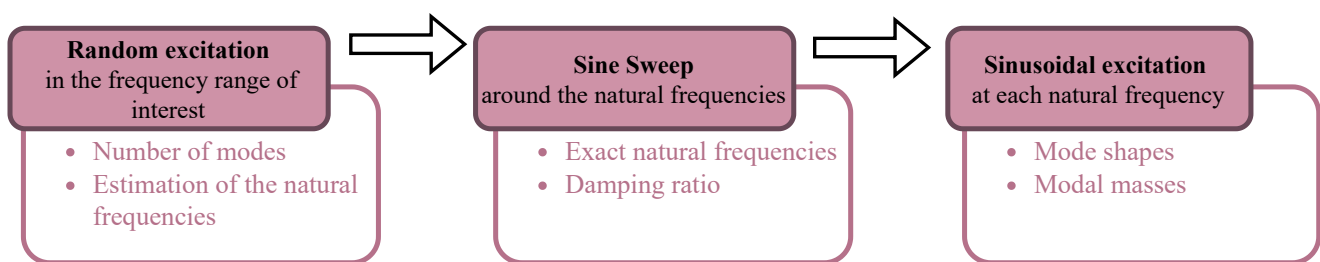 Random excitation
in the frequency range of
interest
• Number of modes
• Estimation of the natural
frequencies
Sine Sweep
around the natural frequencies
• Exact natural frequencies
• Damping ratio
Sinusoidal excitation
at each natural frequency
• Mode shapes
• Modal masses